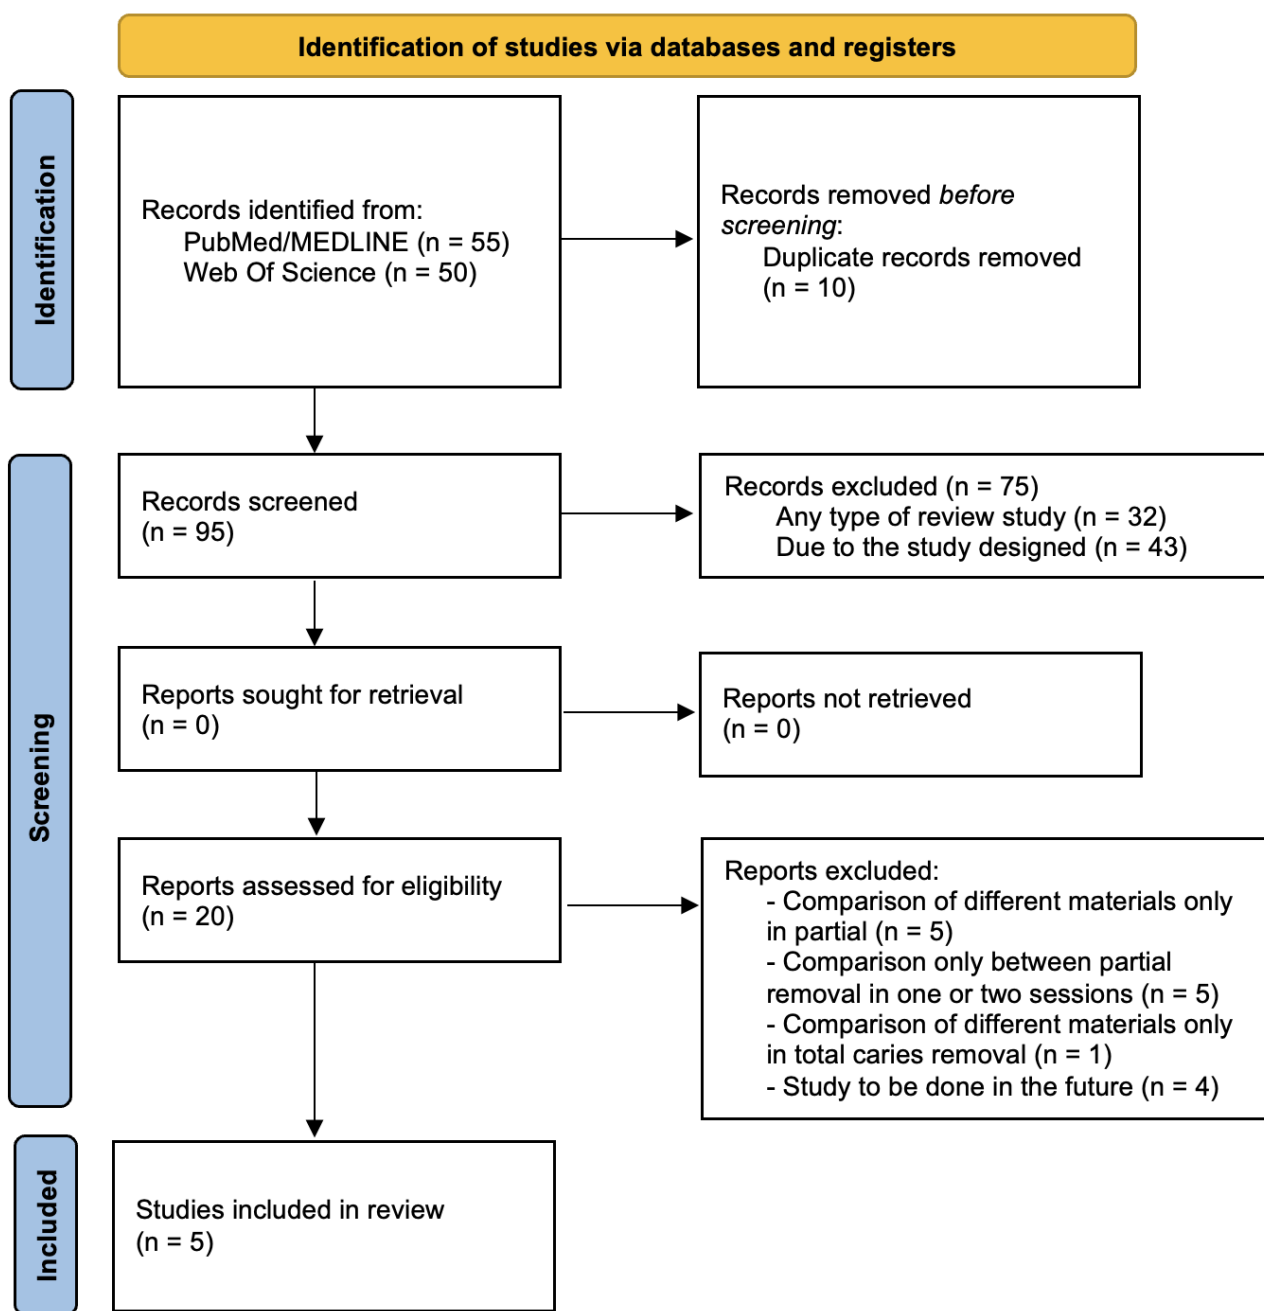 Identification of studies via databases and registers
Identification
Records identified from:
PubMed/MEDLINE (n = 55)
Web Of Science (n = 50)
Records removed before
screening:
Duplicate records removed
(n = 10)
Screening
Records screened
(n = 95)
Records excluded (n = 75)
Any type of review study (n = 32)
Due to the study designed (n = 43)
Reports sought for retrieval
(n = 0)
Reports not retrieved
(n = 0)
Reports assessed for eligibility
(n = 20)
Reports excluded:
- Comparison of different materials only
in partial (n = 5)
- Comparison only between partial
removal in one or two sessions (n = 5)
- Comparison of different materials only
in total caries removal (n = 1)
- Study to be done in the future (n = 4)
Included
Studies included in review
(n = 5)